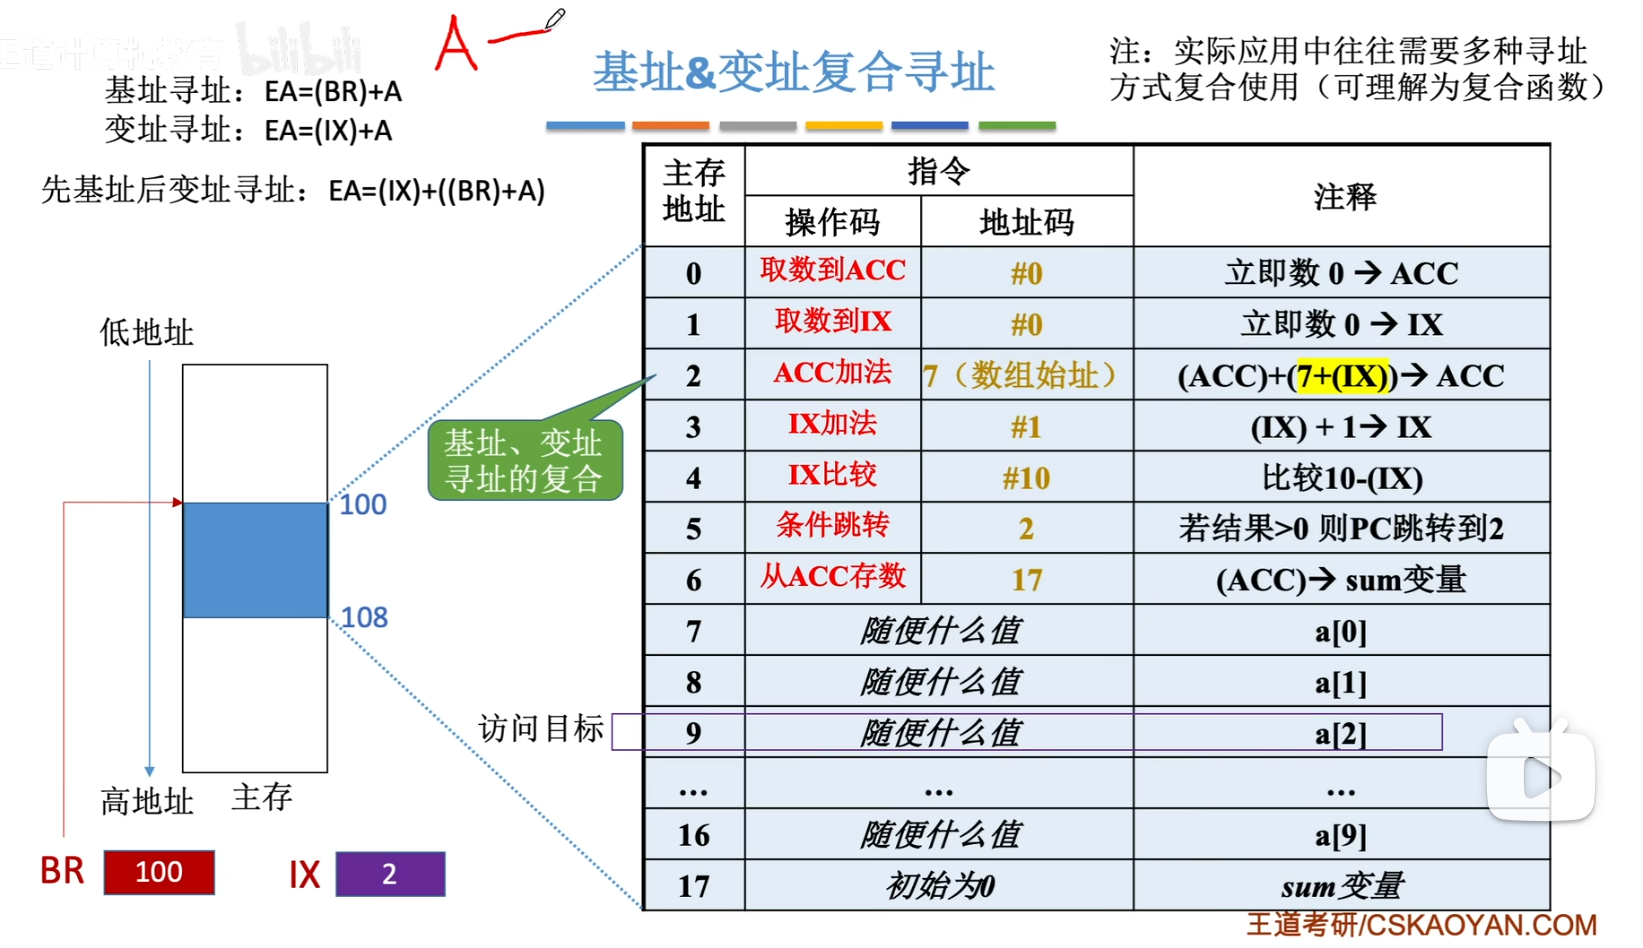 王道计算机教育 bilibili
A
基址&变址复合寻址
注：实际应用中往往需要多种寻址
方式复合使用（可理解为复合函数）
基址寻址：EA=(BR)+A
变址寻址：EA=(IX)+A
先基址后变址寻址：EA=(IX)+((BR)+A)
主存地址 指令 注释
操作码 地址码
0 取数到ACC #0 立即数 0 → ACC
1 取数到IX #0 立即数 0 → IX
2 ACC加法 7（数组始址） (ACC)+(7+(IX))→ ACC
3 IX加法 #1 (IX) + 1→ IX
4 IX比较 #10 比较10-(IX)
5 条件跳转 2 若结果>0 则PC跳转到2
6 从ACC存数 17 (ACC)→ sum变量
7 随便什么值 a[0]
8 随便什么值 a[1]
9 随便什么值 a[2]
... ... ...
16 随便什么值 a[9]
17 初始为0 sum变量
低地址
基址、变址
寻址的复合
100
108
访问目标
高地址 主存
BR 100 IX 2
王道考研/CSKAOYAN.COM